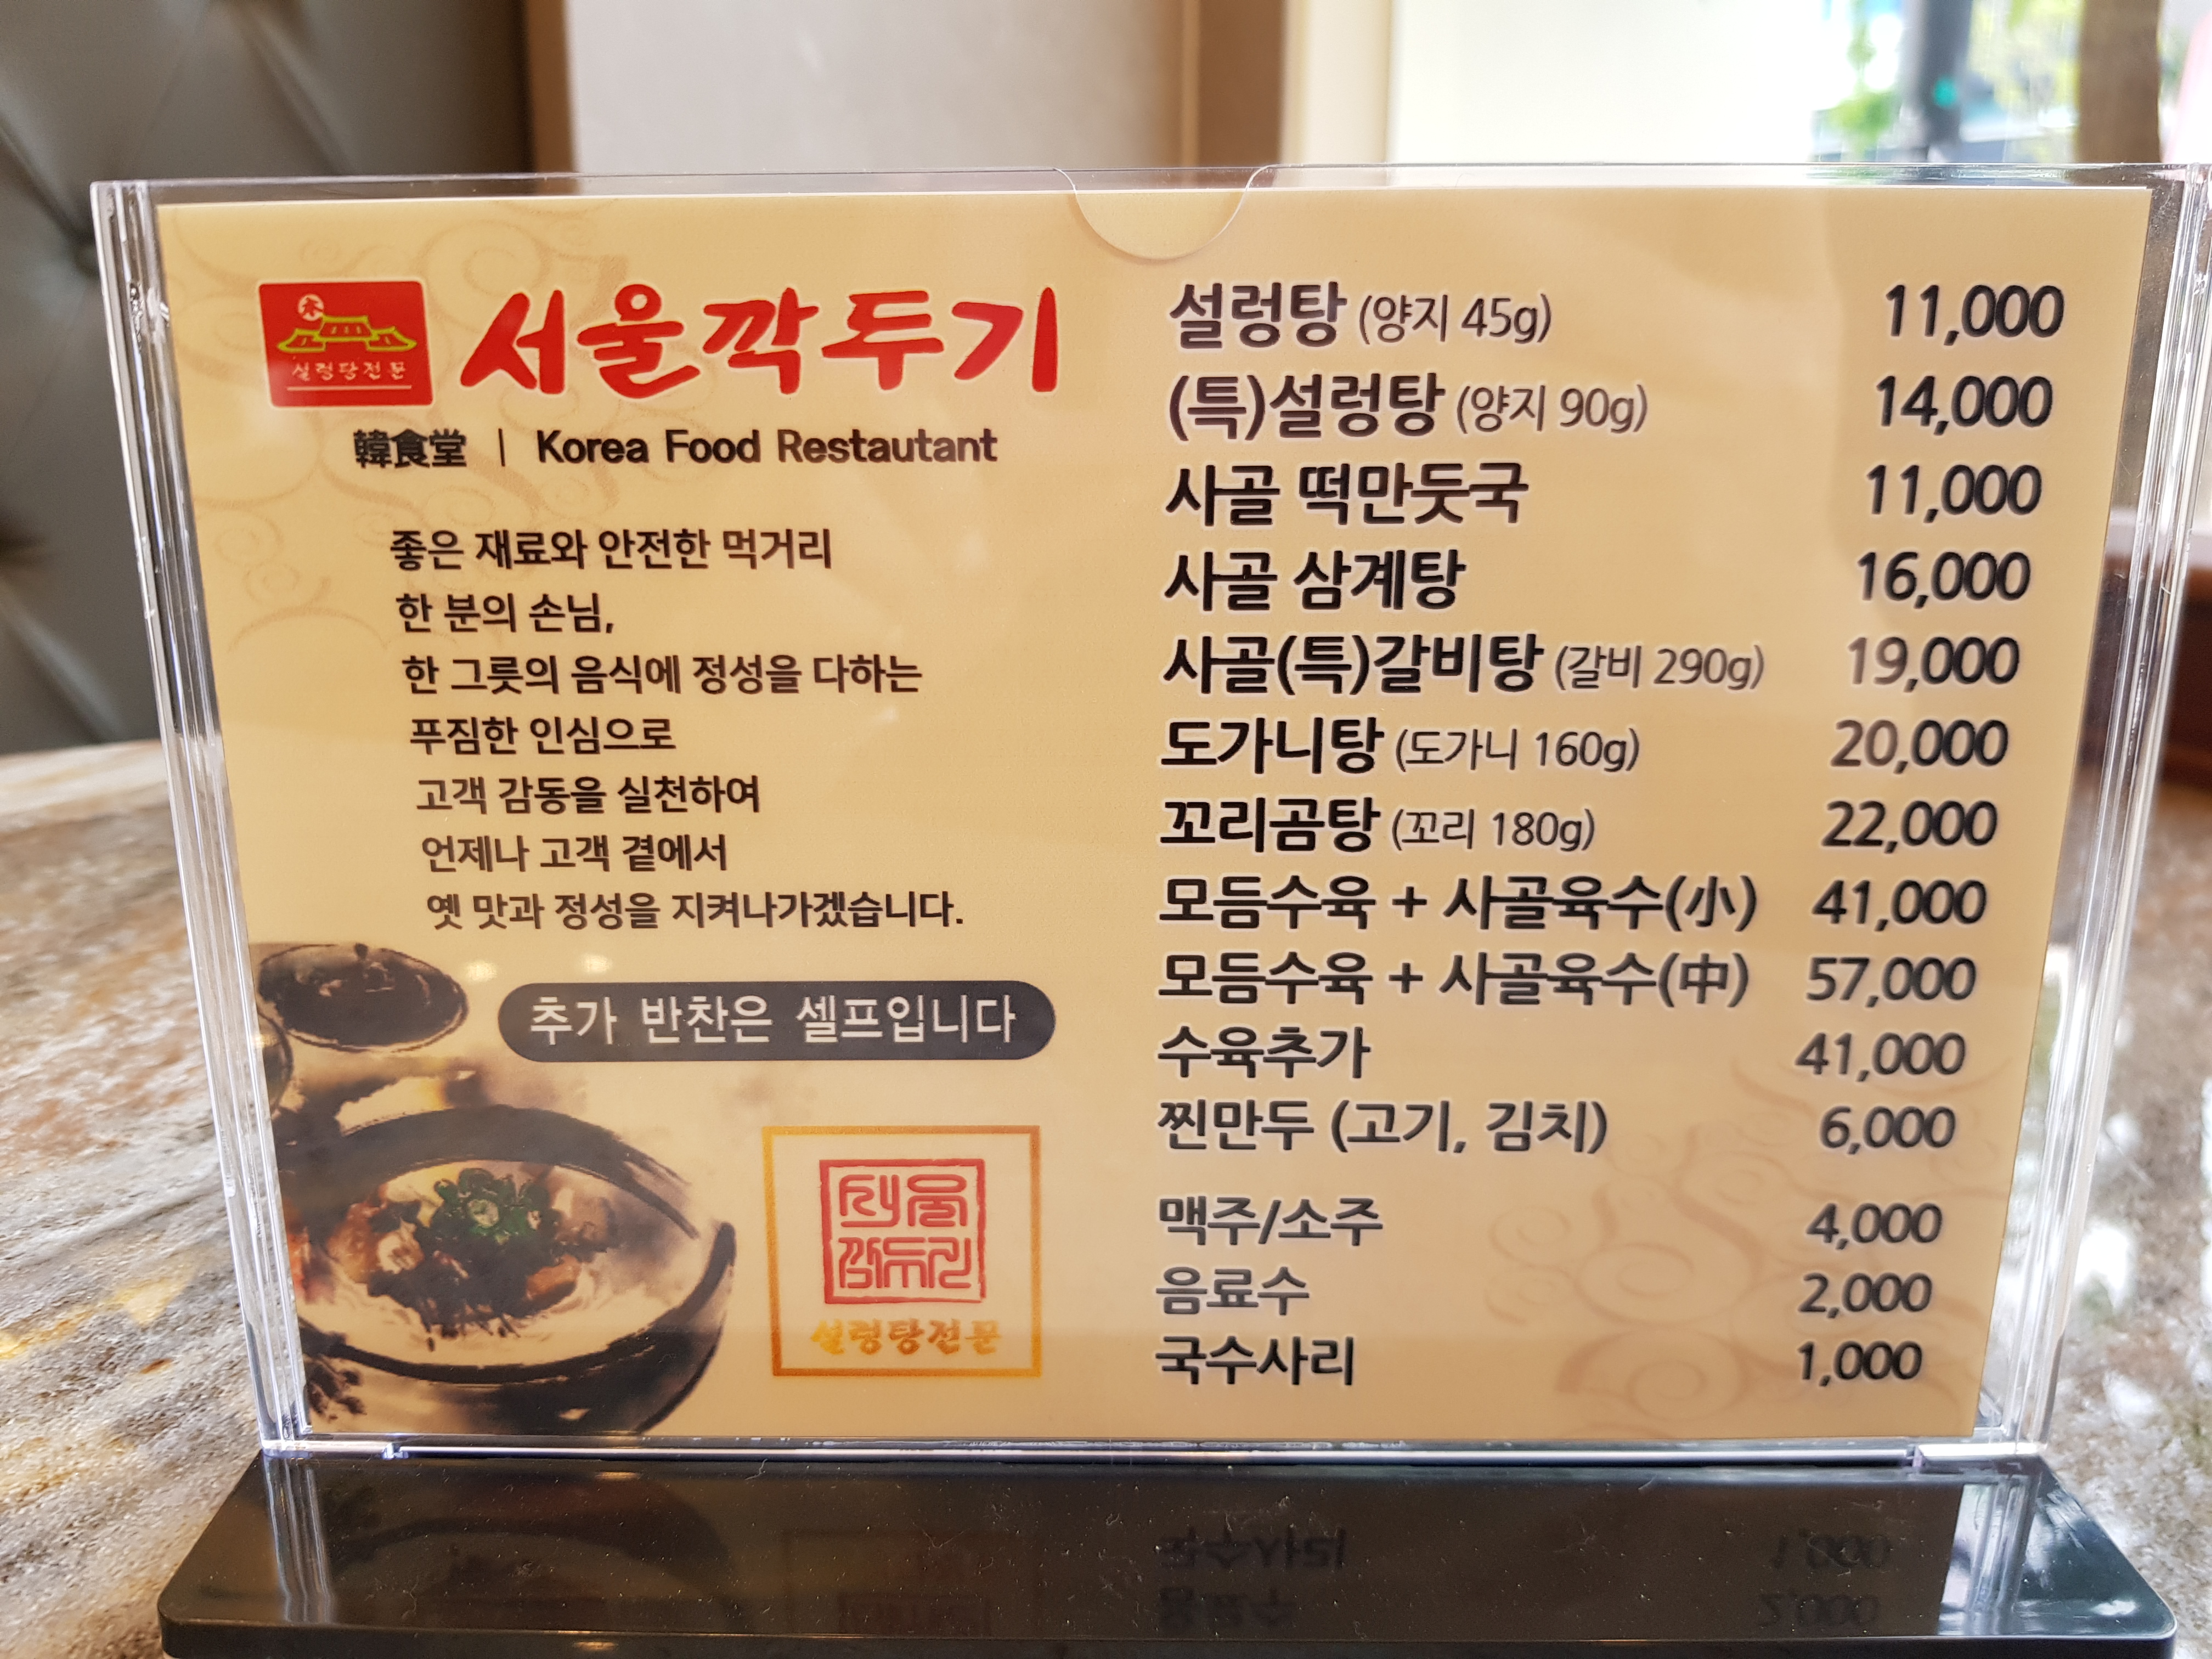 설렁탕전문
서울깍두기
韓食堂 | Korea Food Restautant
좋은 재료와 안전한 먹거리
한 분의 손님,
한 그릇의 음식에 정성을 다하는
푸짐한 인심으로
고객 감동을 실천하여
언제나 고객 곁에서
옛 맛과 정성을 지켜나가겠습니다.
추가 반찬은 셀프입니다
서울
깍두기
설렁탕전문
설렁탕 (양지 45g) 11,000
(특)설렁탕 (양지 90g) 14,000
사골 떡만둣국 11,000
사골 삼계탕 16,000
사골(특)갈비탕 (갈비 290g) 19,000
도가니탕 (도가니 160g) 20,000
꼬리곰탕 (꼬리 180g) 22,000
모듬수육 + 사골육수(小) 41,000
모듬수육 + 사골육수(中) 57,000
수육추가 41,000
찐만두 (고기, 김치) 6,000
맥주/소주 4,000
음료수 2,000
국수사리 1,000